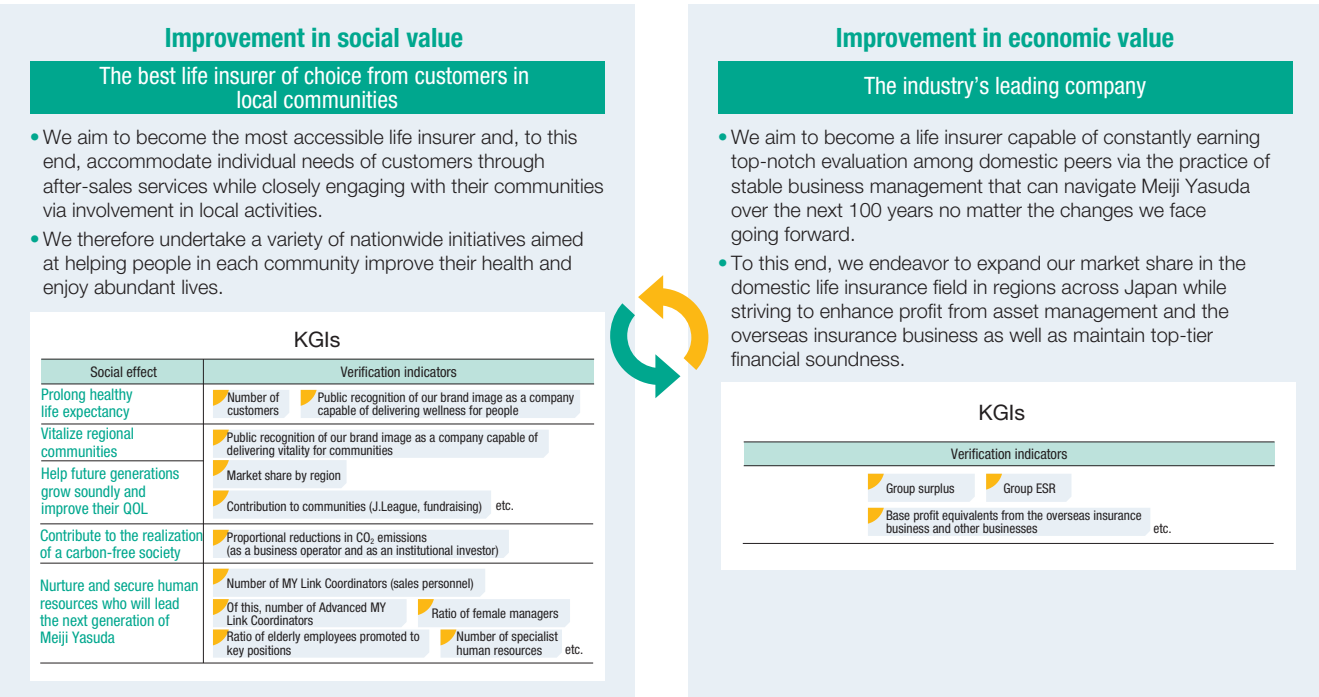 Improvement in social value
The best life insurer of choice from customers in
local communities
• We aim to become the most accessible life insurer and, to this
end, accommodate individual needs of customers through
after-sales services while closely engaging with their communities
via involvement in local activities.
• We therefore undertake a variety of nationwide initiatives aimed
at helping people in each community improve their health and
enjoy abundant lives.
KGIs
Social effect
Verification indicators
Prolong healthy
life expectancy
Number of
customers
Public recognition of our brand image as a company
capable of delivering wellness for people
Vitalize regional
communities
Help future generations
grow soundly and
improve their QOL
Public recognition of our brand image as a company capable of
delivering vitality for communities
Market share by region
Contribution to communities (J.League, fundraising) etc.
Contribute to the realization
of a carbon-free society
Proportional reductions in CO₂ emissions
(as a business operator and as an institutional investor)
Nurture and secure human
resources who will lead
the next generation of
Meiji Yasuda
Number of MY Link Coordinators (sales personnel)
Of this, number of Advanced MY
Link Coordinators
Ratio of female managers
Ratio of elderly employees promoted to
key positions
Number of specialist
human resources
etc.
Improvement in economic value
The industry's leading company
• We aim to become a life insurer capable of constantly earning
top-notch evaluation among domestic peers via the practice of
stable business management that can navigate Meiji Yasuda
over the next 100 years no matter the changes we face
going forward.
• To this end, we endeavor to expand our market share in the
domestic life insurance field in regions across Japan while
striving to enhance profit from asset management and the
overseas insurance business as well as maintain top-tier
financial soundness.
KGIs
Verification indicators
Group surplus
Group ESR
Base profit equivalents from the overseas insurance
business and other businesses
etc.